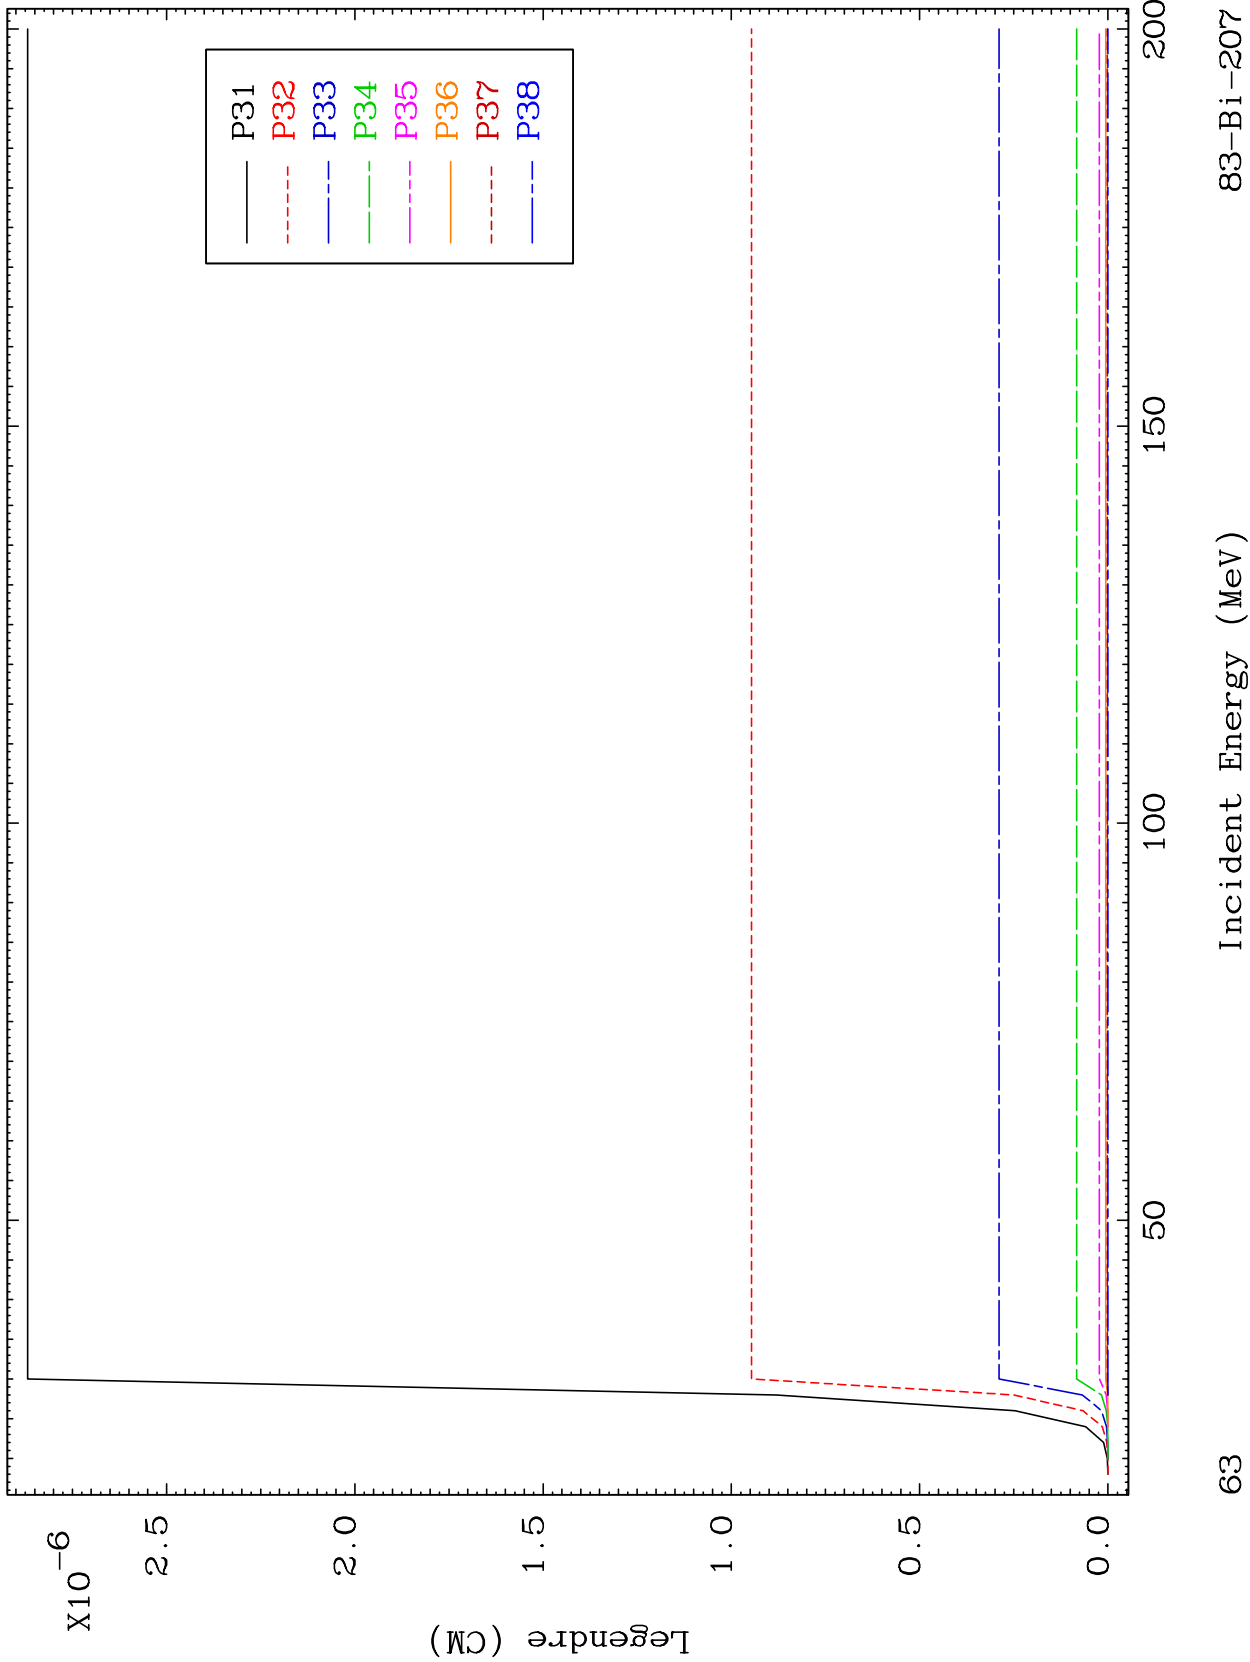 X10-6
2.5
2.0
1.5
1.0
0.5
0.0
Legendre (CM)
P31
P32
P33
P34
P35
P36
P37
P38
50
100
150
200
Incident Energy (MeV)
63
83-Bi-207